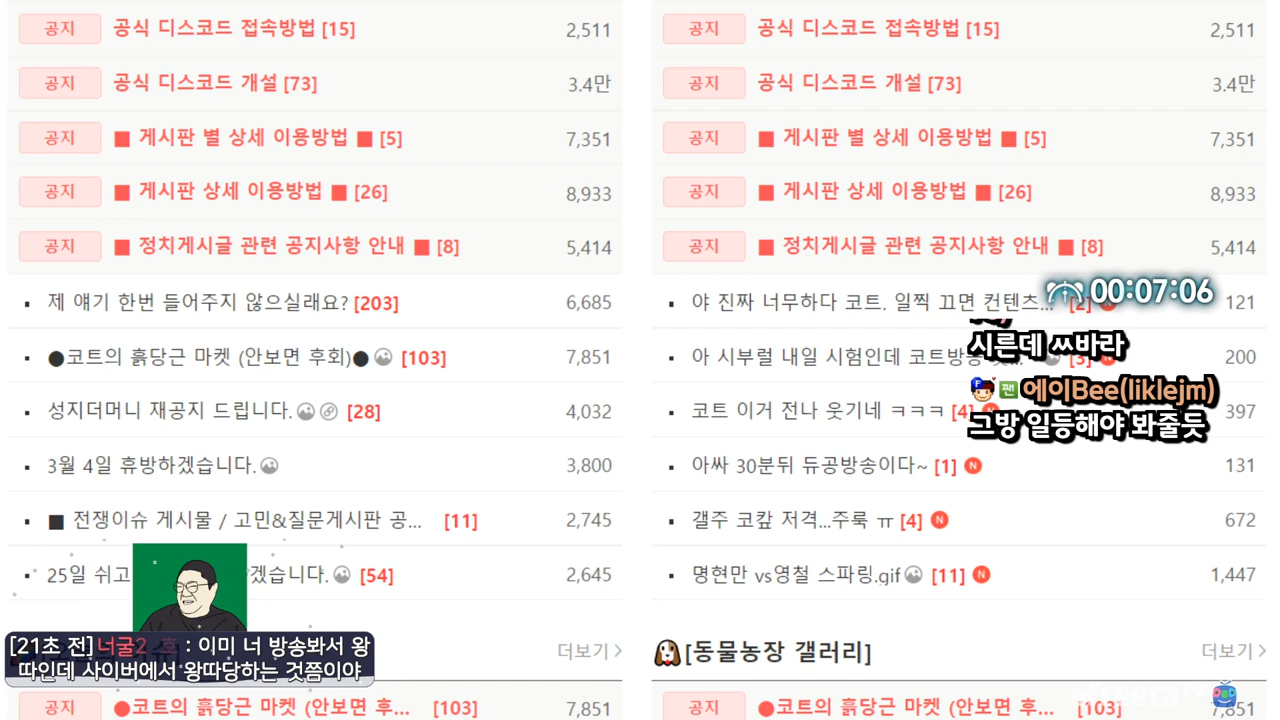 공지 공식 디스코드 접속방법 [15] 2,511
공지 공식 디스코드 개설 [73] 3.4만
공지 ■ 게시판 별 상세 이용방법 ■ [5] 7,351
공지 ■ 게시판 상세 이용방법 ■ [26] 8,933
공지 ■ 정치게시글 관련 공지사항 안내 ■ [8] 5,414
제 얘기 한번 들어주지 않으실래요? [203] 6,685
●코트의 흙당근 마켓 (안보면 후회)● [103] 7,851
성지더머니 재공지 드립니다. [28] 4,032
3월 4일 휴방하겠습니다. 3,800
■ 전쟁이슈 게시물 / 고민&질문게시판 공... [11] 2,745
25일 쉬고 겠습니다. [54] 2,645
더보기 >
공지 ●코트의 흙당근 마켓 (안보면 후... [103] 7,851
[21초 전] 너굴2 : 이미 너 방송봐서 왕
따인데 사이버에서 왕따당하는 것쯤이야
공지 공식 디스코드 접속방법 [15] 2,511
공지 공식 디스코드 개설 [73] 3.4만
공지 ■ 게시판 별 상세 이용방법 ■ [5] 7,351
공지 ■ 게시판 상세 이용방법 ■ [26] 8,933
공지 ■ 정치게시글 관련 공지사항 안내 ■ [8] 5,414
야 진짜 너무하다 코트. 일찍 끄면 컨텐츠... [2] N 121
아 시부럴 내일 시험인데 코트방송 [3] N 200
코트 이거 전나 웃기네 ㅋㅋㅋ [4] N 397
아싸 30분뒤 듀공방송이다~ [1] N 131
갤주 코캎 저격...주룩 ㅠ [4] N 672
명현만 vs영철 스파링.gif [11] N 1,447
[동물농장 갤러리] 더보기 >
공지 ●코트의 흙당근 마켓 (안보면 후... [103] 7,851
00:07:06
시른데 ㅆ바라
F 팬 에이Bee(liklejm)
그방 일등해야 봐줄듯